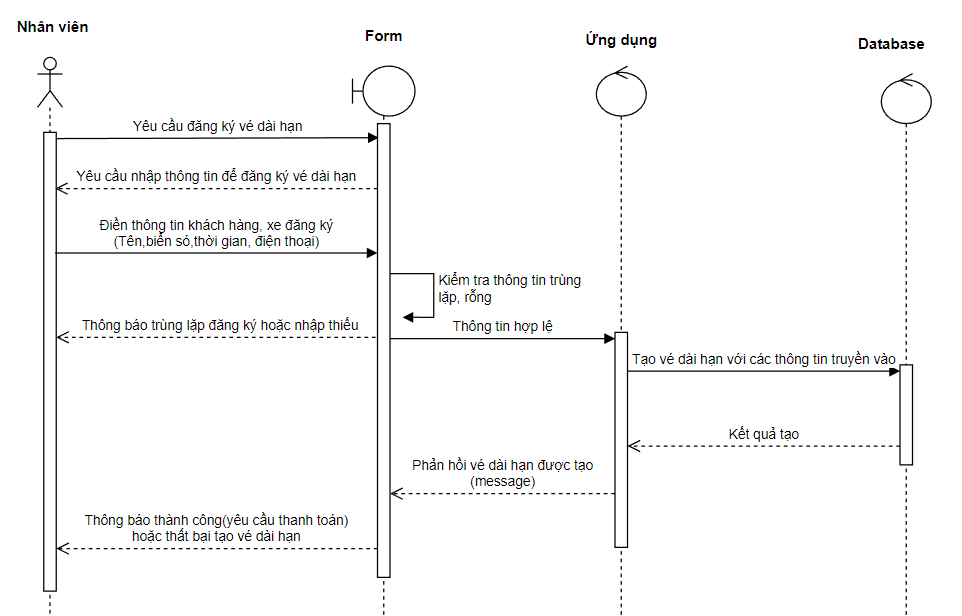 Nhân viên
Form
Ứng dụng
Database
Yêu cầu đăng ký vé dài hạn
Yêu cầu nhập thông tin để đăng ký vé dài hạn
Điền thông tin khách hàng, xe đăng ký
(Tên,biển só,thời gian, điện thoại)
Kiểm tra thông tin trùng
lặp, rỗng
Thông báo trùng lặp đăng ký hoặc nhập thiếu
Thông tin hợp lệ
Tạo vé dài hạn với các thông tin truyền vào
Kết quả tạo
Phản hồi vé dài hạn được tạo
(message)
Thông báo thành công(yêu cầu thanh toán)
hoặc thất bại tạo vé dài hạn